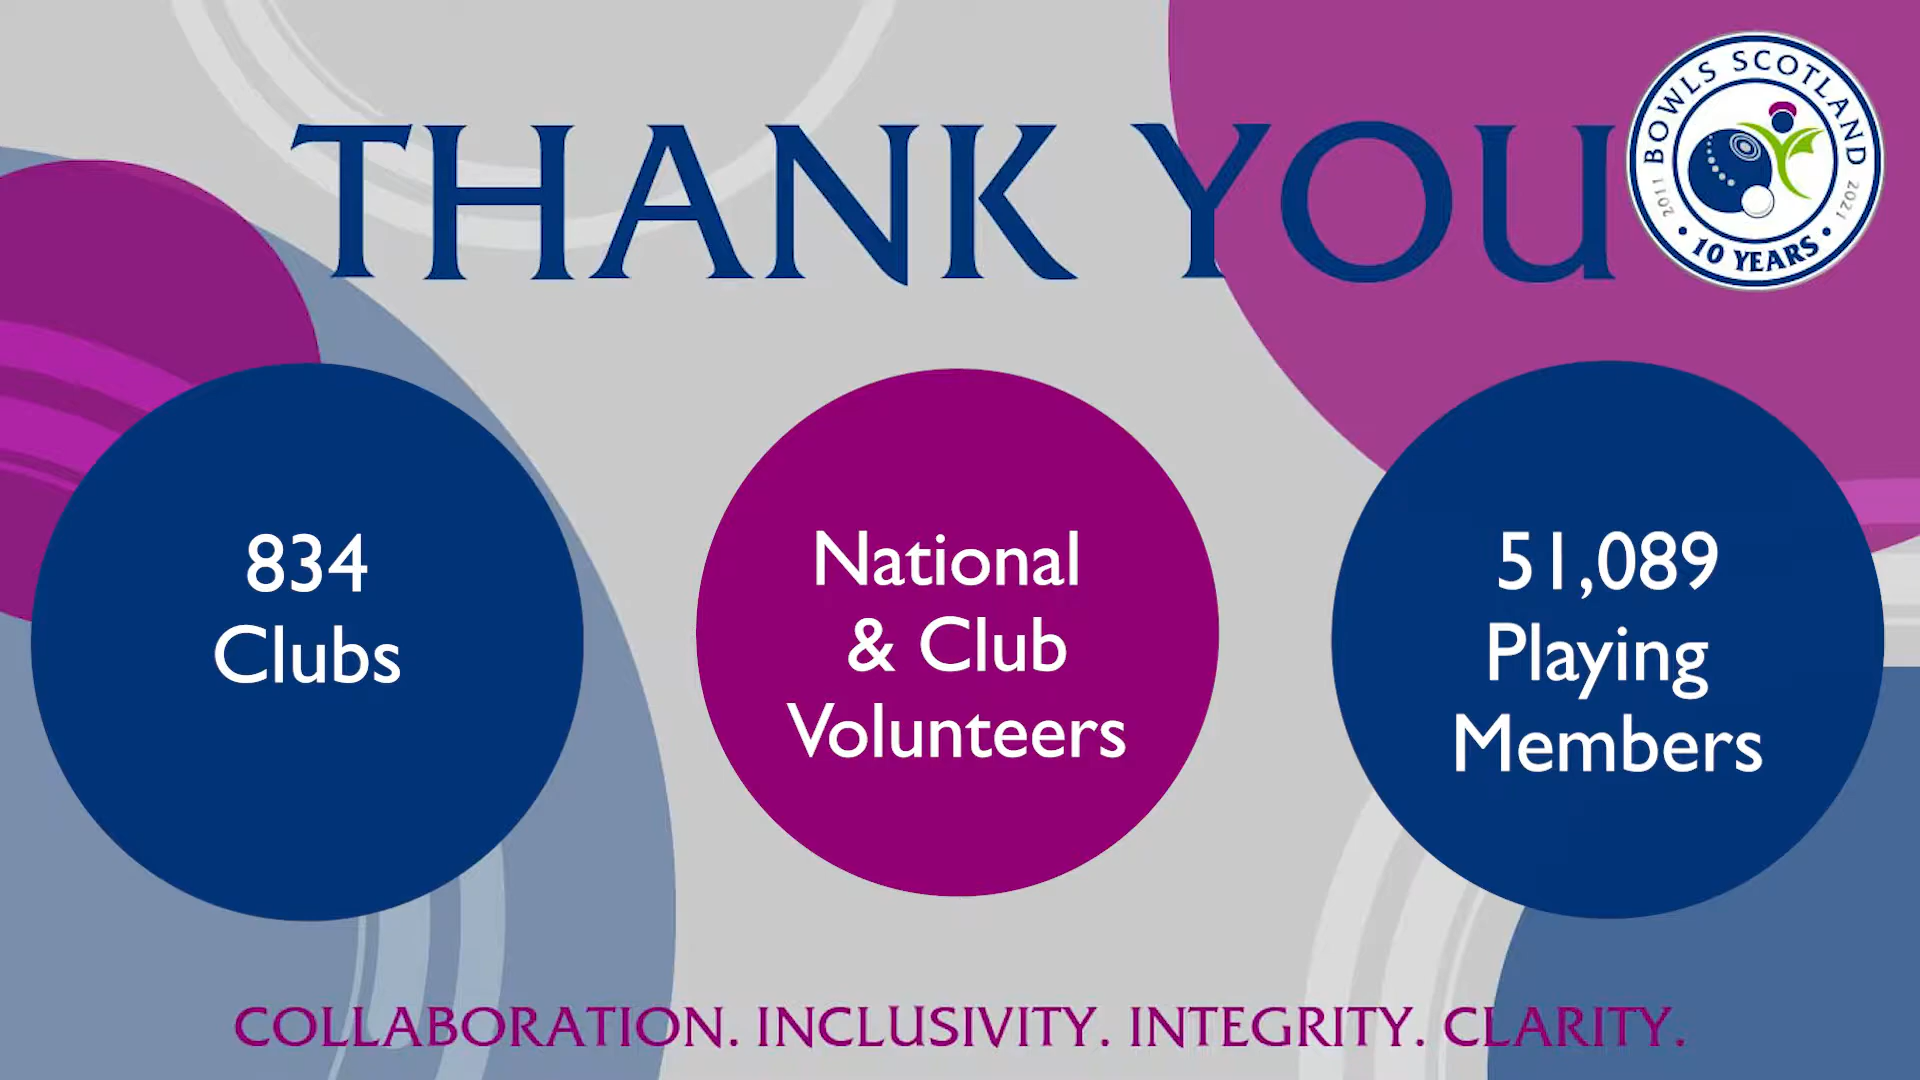 THANK YOU
BOWLS SCOTLAND
2011 2021
• 10 YEARS •
834
Clubs
National
& Club
Volunteers
51,089
Playing
Members
COLLABORATION. INCLUSIVITY. INTEGRITY. CLARITY.